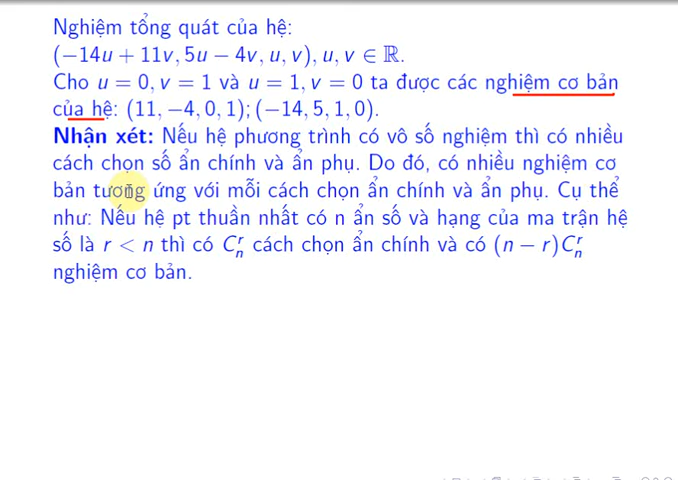 Nghiệm tổng quát của hệ:
(−14u + 11v, 5u − 4v, u, v), u, v ∈ ℝ.
Cho u = 0, v = 1 và u = 1, v = 0 ta được các nghiệm cơ bản
của hệ: (11, −4, 0, 1); (−14, 5, 1, 0).
Nhận xét: Nếu hệ phương trình có vô số nghiệm thì có nhiều
cách chọn số ẩn chính và ẩn phụ. Do đó, có nhiều nghiệm cơ
bản tương ứng với mỗi cách chọn ẩn chính và ẩn phụ. Cụ thể
như: Nếu hệ pt thuần nhất có n ẩn số và hạng của ma trận hệ
số là r < n thì có C_n^r cách chọn ẩn chính và có (n − r)C_n^r
nghiệm cơ bản.